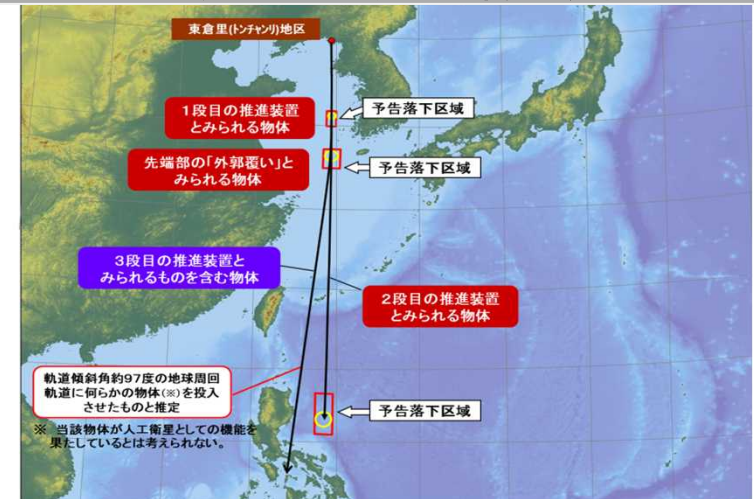 東倉里(トンチャンリ)地区
1段目の推進装置
とみられる物体
予告落下区域
先端部の「外郭覆い」と
みられる物体
予告落下区域
3段目の推進装置と
みられるものを含む物体
2段目の推進装置
とみられる物体
軌道傾斜角約97度の地球周回
軌道に何らかの物体(※)を投入
させたものと推定
予告落下区域
※ 当該物体が人工衛星としての機能を
果たしているとは考えられない。